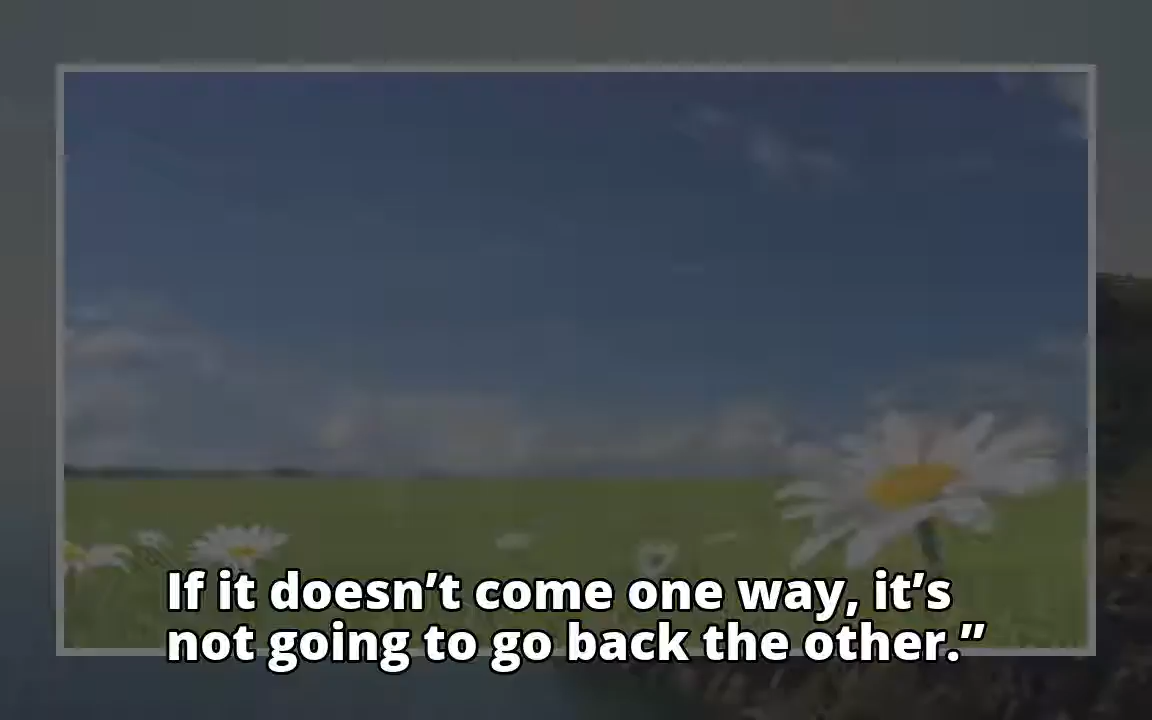 If it doesn’t come one way, it’s
not going to go back the other.”